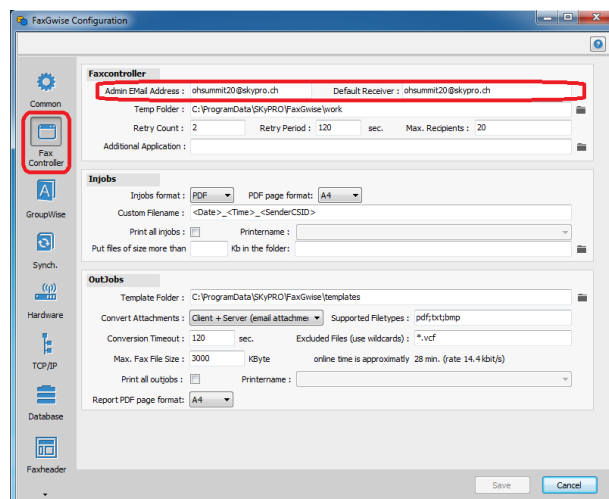 FaxGwise Configuration
Common
Fax
Controller
GroupWise
Synch.
Hardware
TCP/IP
Database
Faxheader
Faxcontroller
Admin EMail Address : ohsummit20@skypro.ch Default Receiver : ohsummit20@skypro.ch
Temp Folder : C:\ProgramData\SKyPRO\FaxGwise\work
Retry Count : 2 Retry Period : 120 sec. Max. Recipients : 20
Additional Application :
Injobs
Injobs format : PDF PDF page format: A4
Custom Filename : <Date>_<Time>_<SenderCSID>
Print all injobs : Printername :
Put files of size more than Kb in the folder:
OutJobs
Template Folder : C:\ProgramData\SKyPRO\FaxGwise\templates
Convert Attachments : Client + Server (email attachme Supported Filetypes : pdf;txt;bmp
Conversion Timeout : 120 sec. Excluded Files (use wildcards) : *.vcf
Max. Fax File Size : 3000 KByte online time is approximatly 28 min. (rate 14.4 kbit/s)
Print all outjobs : Printername :
Report PDF page format: A4
Save Cancel